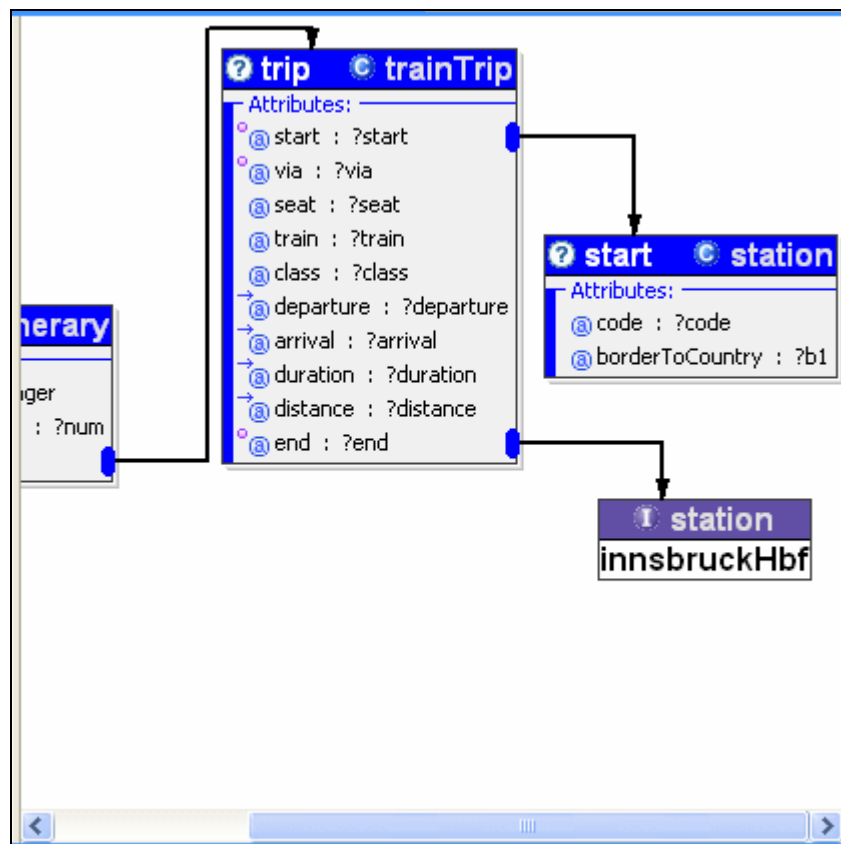 trip trainTrip
Attributes:
start : ?start
via : ?via
seat : ?seat
train : ?train
class : ?class
departure : ?departure
arrival : ?arrival
duration : ?duration
distance : ?distance
end : ?end
start station
Attributes:
code : ?code
borderToCountry : ?b1
nerary
ger
: ?num
station
innsbruckHbf